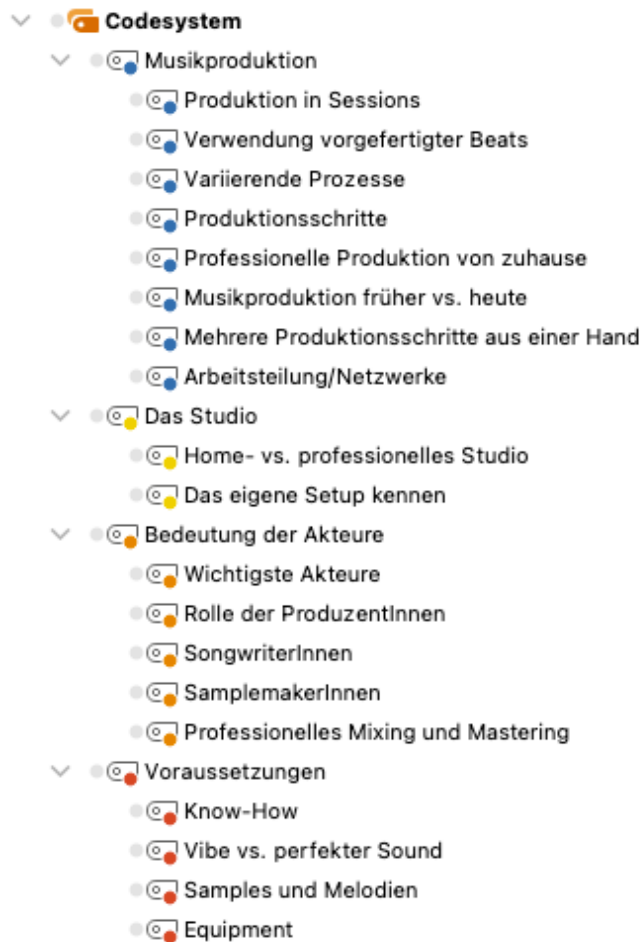 Codesystem
Musikproduktion
Produktion in Sessions
Verwendung vorgefertigter Beats
Variierende Prozesse
Produktionsschritte
Professionelle Produktion von zuhause
Musikproduktion früher vs. heute
Mehrere Produktionsschritte aus einer Hand
Arbeitsteilung/Netzwerke
Das Studio
Home- vs. professionelles Studio
Das eigene Setup kennen
Bedeutung der Akteure
Wichtigste Akteure
Rolle der ProduzentInnen
SongwriterInnen
SamplemakerInnen
Professionelles Mixing und Mastering
Voraussetzungen
Know-How
Vibe vs. perfekter Sound
Samples und Melodien
Equipment